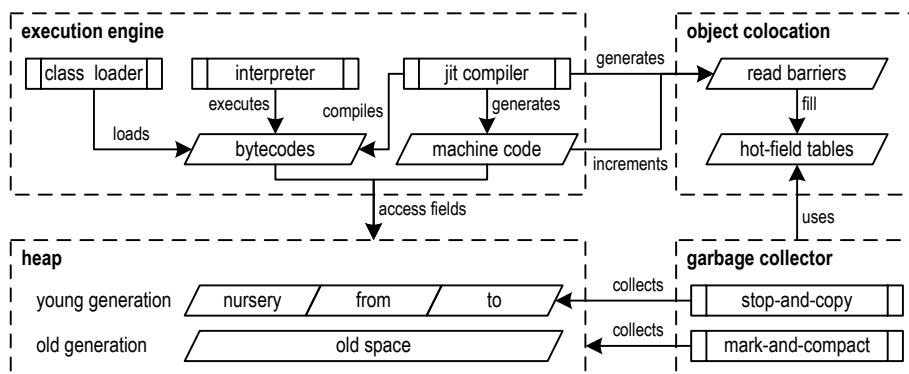 execution engine
object colocation
class loader
interpreter
jit compiler
generates
read barriers
executes
compiles
generates
fill
loads
bytecodes
machine code
increments
hot-field tables
access fields
uses
heap
garbage collector
young generation
nursery
from
to
collects
stop-and-copy
old generation
old space
collects
mark-and-compact